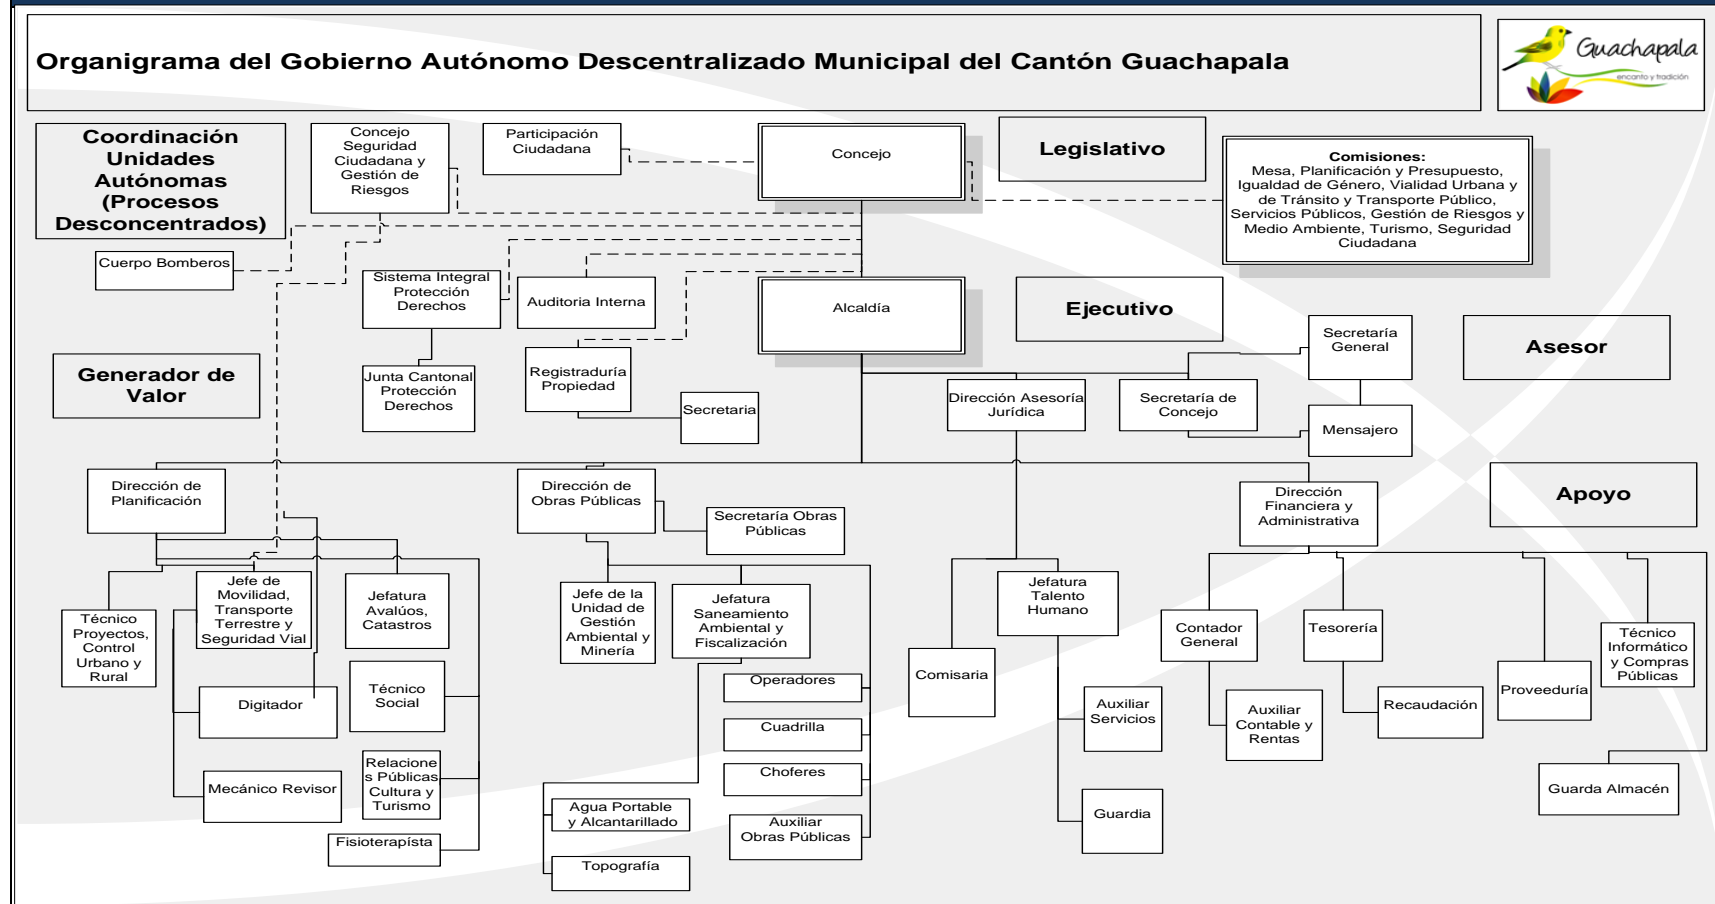 Organigrama del Gobierno Autónomo Descentralizado Municipal del Cantón Guachapala
Guachapala
encanto y tradición
Coordinación
Unidades
Autónomas
(Procesos
Desconcentrados)
Concejo
Seguridad
Ciudadana y
Gestión de
Riesgos
Participación
Ciudadana
Concejo
Legislativo
Comisiones:
Mesa, Planificación y Presupuesto,
Igualdad de Género, Vialidad Urbana y
de Tránsito y Transporte Público,
Servicios Públicos, Gestión de Riesgos y
Medio Ambiente, Turismo, Seguridad
Ciudadana
Cuerpo Bomberos
Sistema Integral
Protección
Derechos
Auditoria Interna
Alcaldía
Ejecutivo
Secretaría
General
Asesor
Generador de
Valor
Junta Cantonal
Protección
Derechos
Registraduría
Propiedad
Secretaria
Dirección Asesoría
Jurídica
Secretaría de
Concejo
Mensajero
Dirección de
Planificación
Dirección de
Obras Públicas
Secretaría Obras
Públicas
Dirección
Financiera y
Administrativa
Apoyo
Técnico
Proyectos,
Control
Urbano y
Rural
Jefe de
Movilidad,
Transporte
Terrestre y
Seguridad Vial
Jefatura
Avalúos,
Catastros
Jefe de la
Unidad de
Gestión
Ambiental y
Minería
Jefatura
Saneamiento
Ambiental y
Fiscalización
Jefatura
Talento
Humano
Contador
General
Tesorería
Técnico
Informático
y Compras
Públicas
Comisaria
Proveeduría
Digitador
Técnico
Social
Operadores
Auxiliar
Servicios
Auxiliar
Contable y
Rentas
Recaudación
Cuadrilla
Mecánico Revisor
Relacione
s Públicas
Cultura y
Turismo
Choferes
Guarda Almacén
Agua Portable
y Alcantarillado
Auxiliar
Obras Públicas
Guardia
Fisioterapísta
Topografía